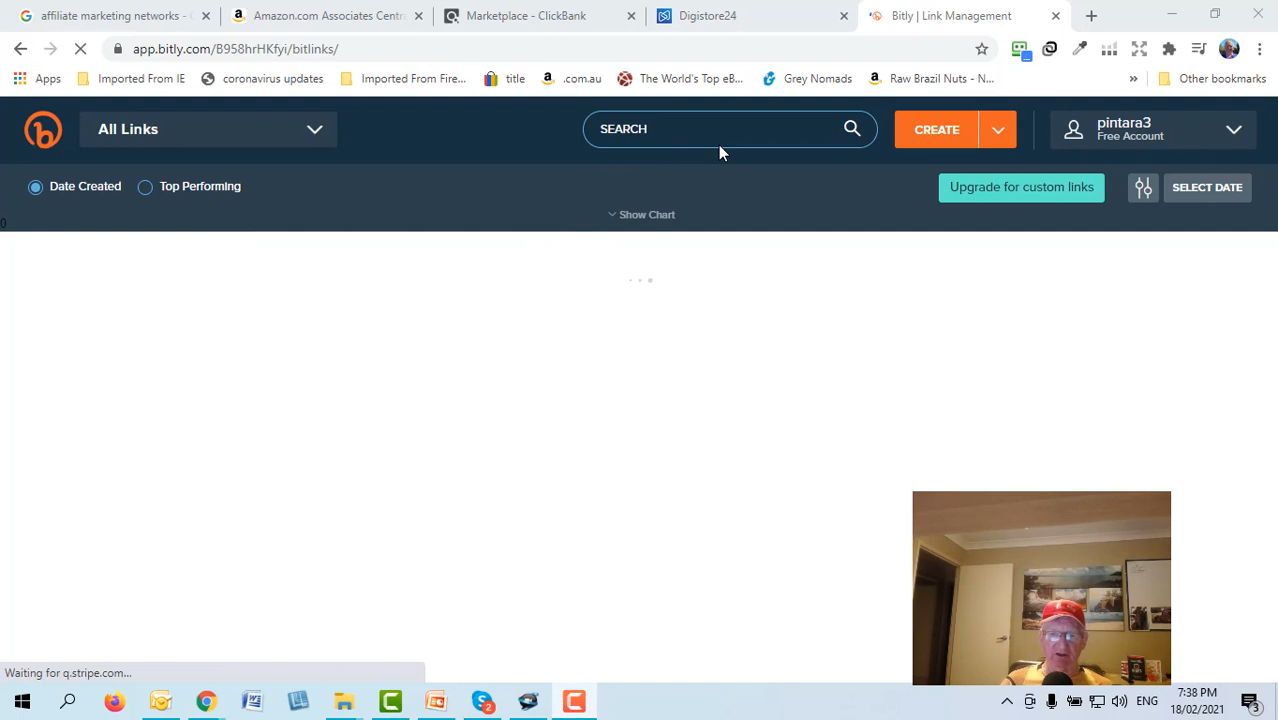 affiliate marketing networks - G
Amazon.com Associates Centr
Marketplace - ClickBank
Digistore24
Bitly | Link Management
app.bitly.com/B958hrHKfyi/bitlinks/
Apps
Imported From IE
coronavirus updates
Imported From Fire...
title
.com.au
The World's Top eB...
Grey Nomads
Raw Brazil Nuts - N...
»
Other bookmarks
All Links
SEARCH
CREATE
pintara3
Free Account
Date Created
Top Performing
Upgrade for custom links
SELECT DATE
Show Chart
0
Waiting for q.stripe.com...
ENG
7:38 PM
18/02/2021
2
3